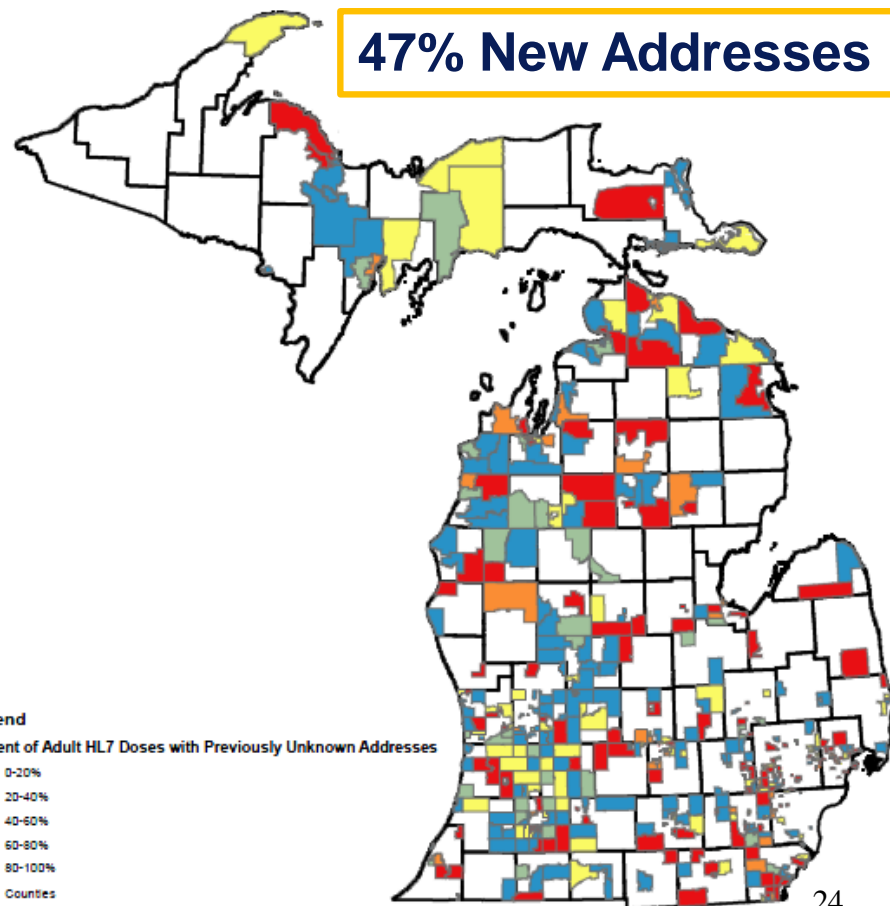 47% New Addresses
end
ent of Adult HL7 Doses with Previously Unknown Addresses
0-20%
20-40%
40-60%
60-80%
80-100%
Counties
24